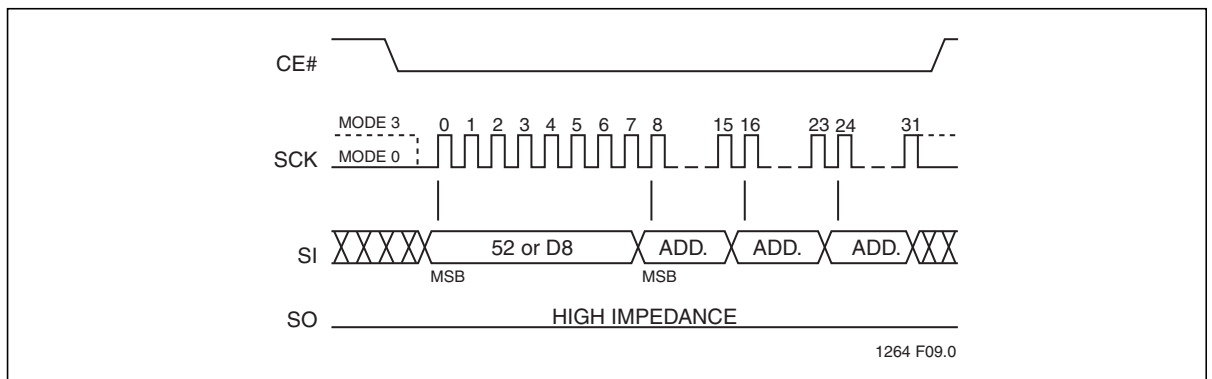 CE#
MODE 3
0 1 2 3 4 5 6 7 8 15 16 23 24 31
SCK
MODE 0
SI
52 or D8 ADD. ADD. ADD.
MSB MSB
SO
HIGH IMPEDANCE
1264 F09.0